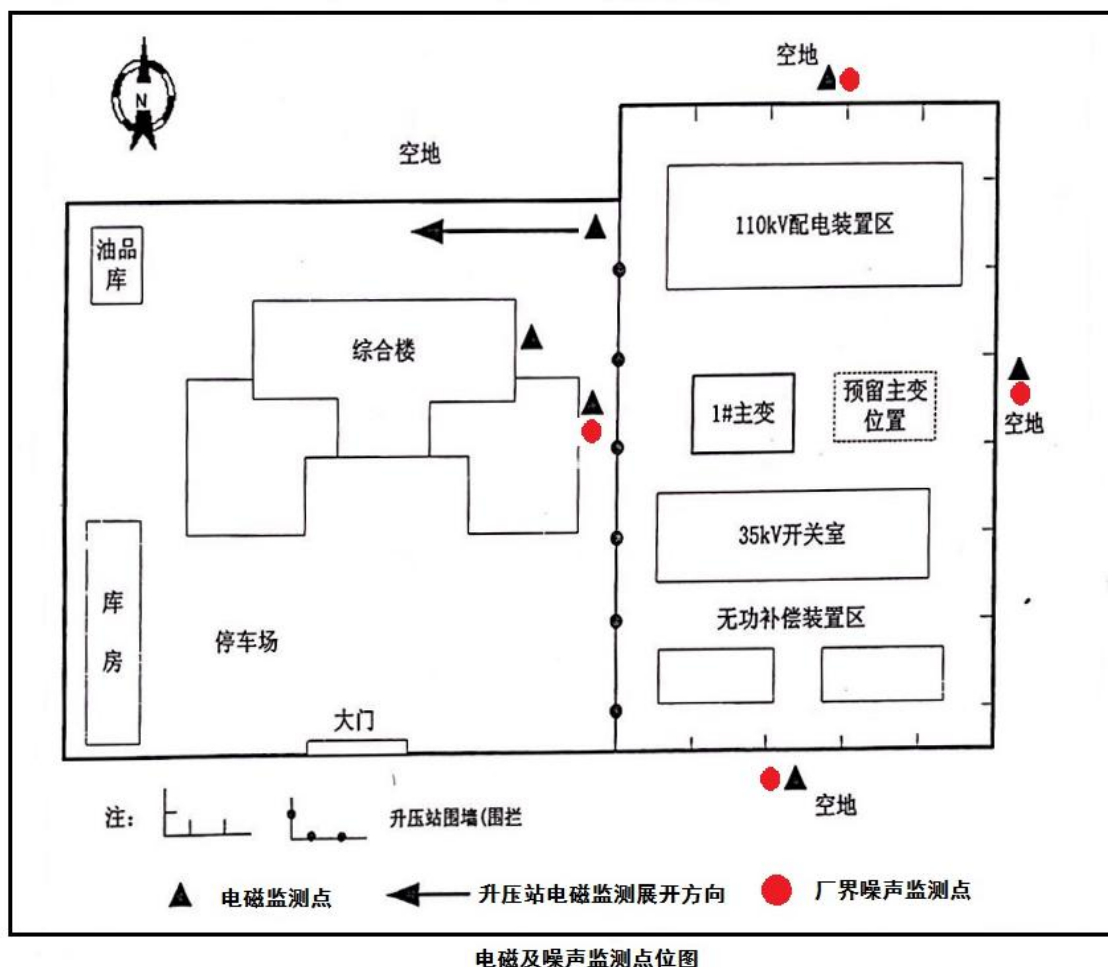 空地
N
空地
油品
库
110kV配电装置区
综合楼
1#主变
预留主变
位置
空地
35kV开关室
库
房
停车场
无功补偿装置区
大门
空地
注:
升压站围墙(围拦
电磁监测点
升压站电磁监测展开方向
厂界噪声监测点
电磁及噪声监测点位图